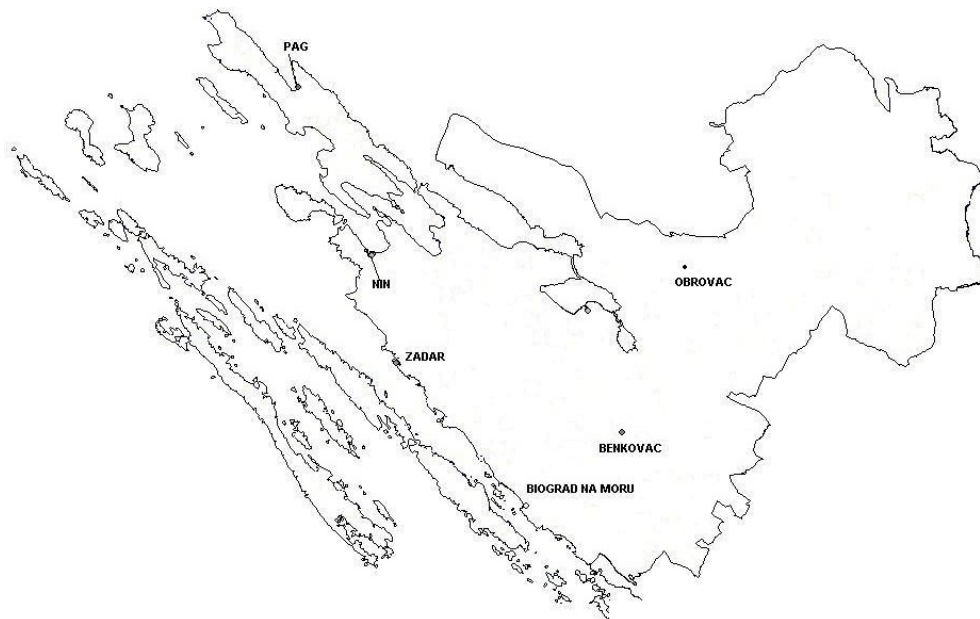 PAG
NIN
OBROVAC
ZADAR
BENKOVAC
BIOGRAD NA MORU